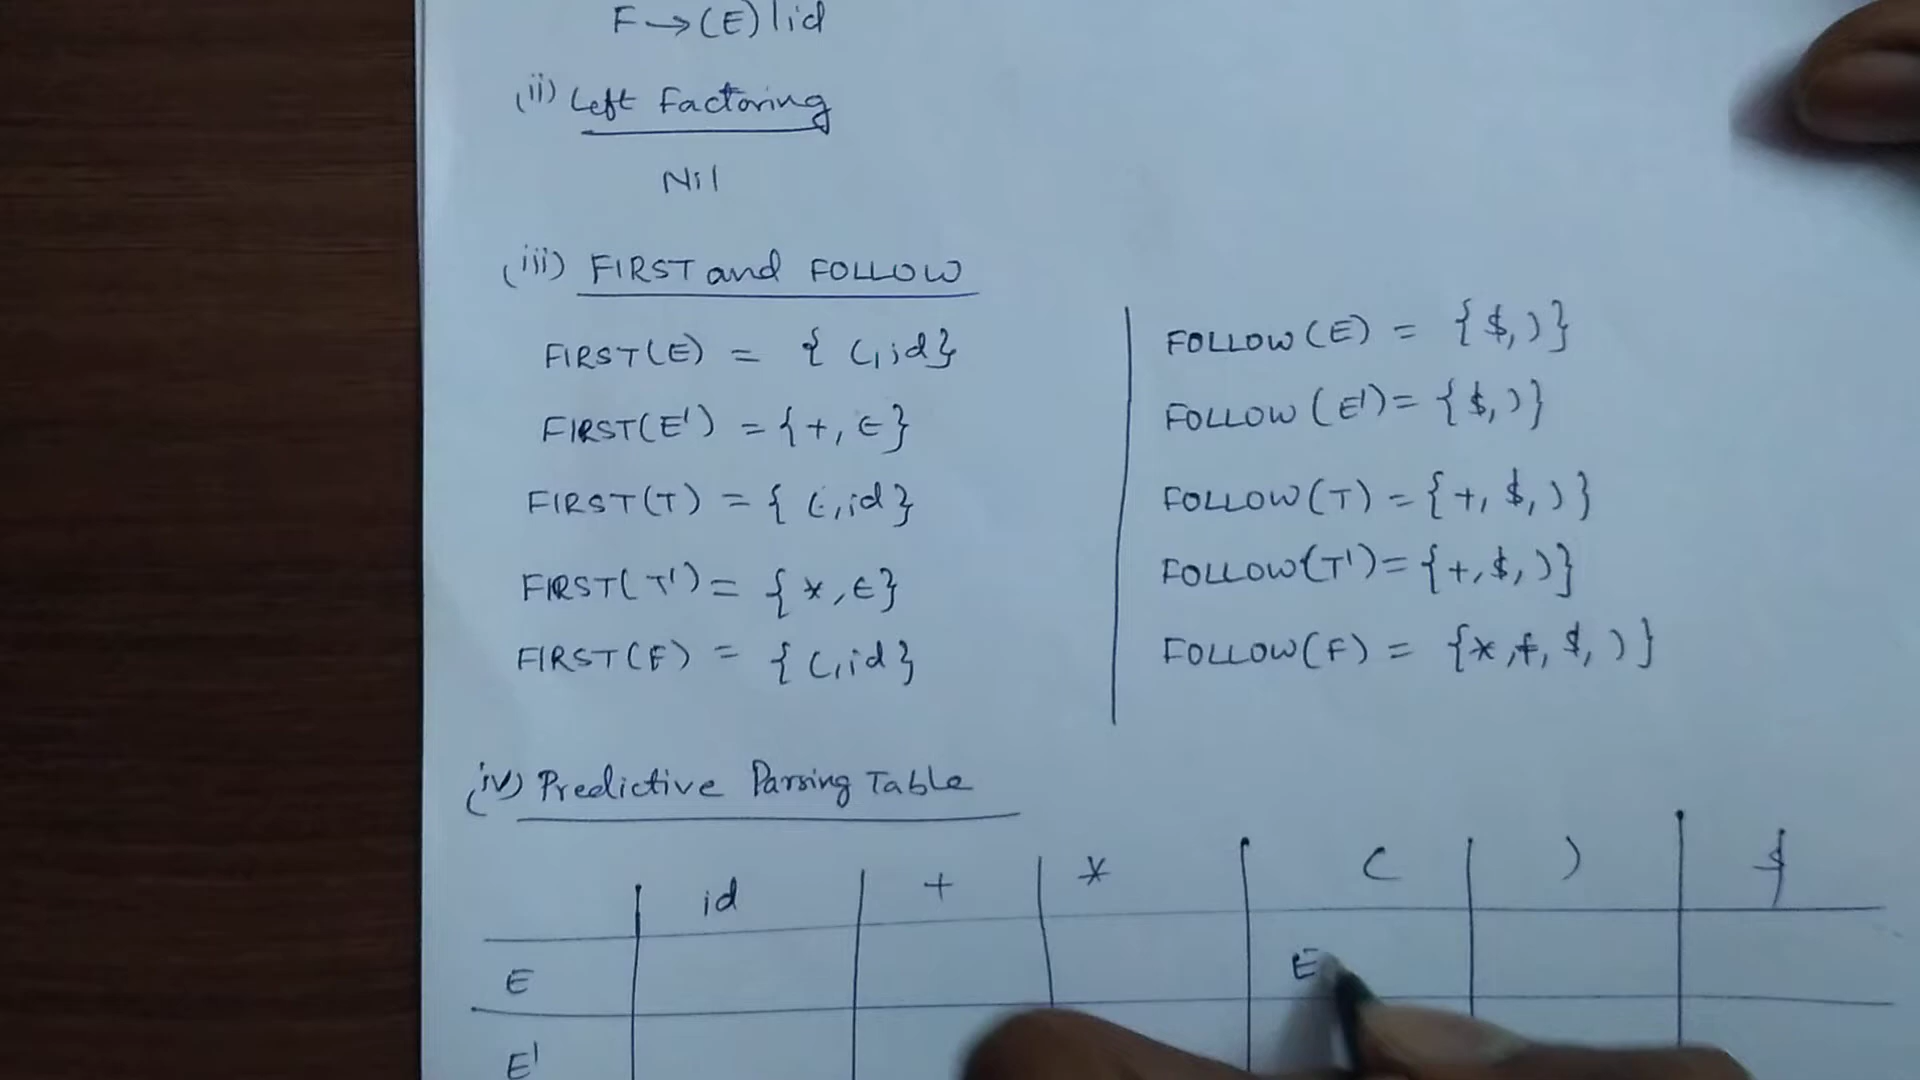 F→(E)|id
(ii) Left Factoring
Nil
(iii) FIRST and FOLLOW
FIRST(E) = { (, id}
FIRST(E') = {+, ∈}
FIRST(T) = { (, id}
FIRST(T') = {*, ∈}
FIRST(F) = { (, id}
FOLLOW(E) = {$, )}
FOLLOW(E') = {$, )}
FOLLOW(T) = {+, $, )}
FOLLOW(T') = {+, $, )}
FOLLOW(F) = {*, +, $, )}
(iv) Predictive Parsing Table
id + * ( ) $
E E
E'